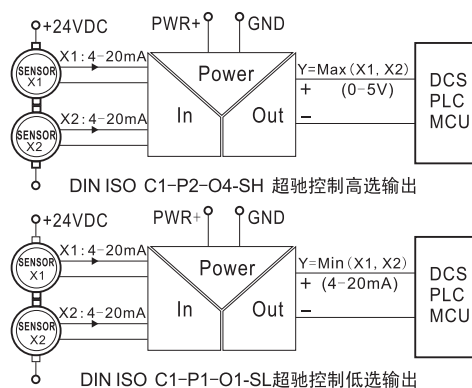 +24VDC
PWR+
GND
X1:4-20mA
SENSOR
X1
Power
Y=Max(X1, X2)
DCS
PLC
MCU
+
(0-5V)
X2:4-20mA
In
Out
−
SENSOR
X2
DIN ISO C1-P2-O4-SH 超驰控制高选输出
+24VDC
PWR+
GND
X1:4-20mA
SENSOR
X1
Power
Y=Min(X1, X2)
DCS
PLC
MCU
+
(4-20mA)
X2:4-20mA
In
Out
−
SENSOR
X2
DIN ISO C1-P1-O1-SL超驰控制低选输出